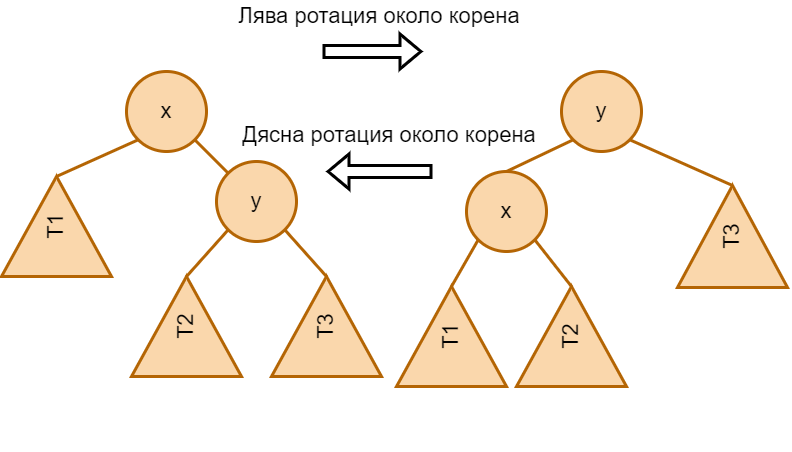 Лява ротация около корена
x
y
Дясна ротация около корена
y
x
T1
T3
T2
T3
T1
T2